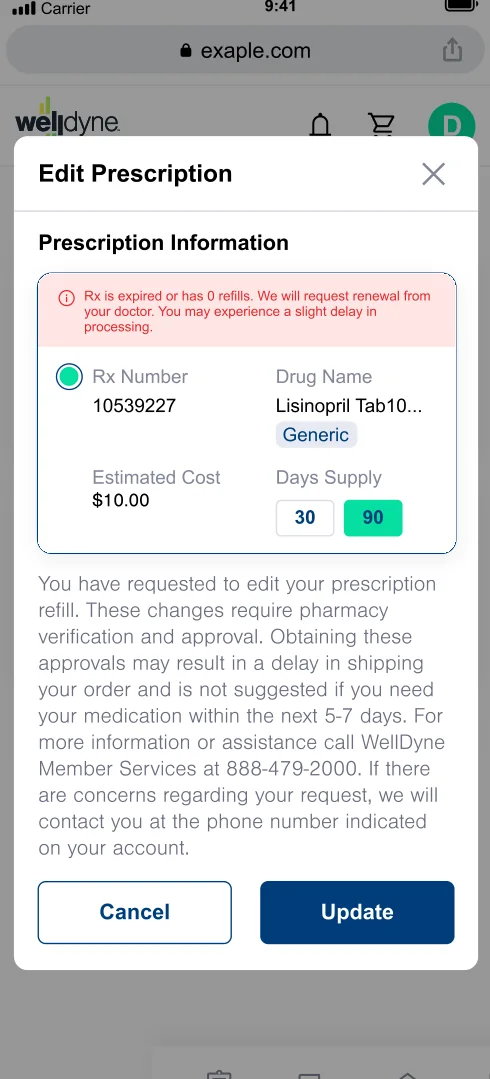 Carrier
9:41
exaple.com
welldyne.
D
Edit Prescription
Prescription Information
Rx is expired or has 0 refills. We will request renewal from
your doctor. You may experience a slight delay in
processing.
Rx Number
Drug Name
10539227
Lisinopril Tab10...
Generic
Estimated Cost
Days Supply
$10.00
30
90
You have requested to edit your prescription
refill. These changes require pharmacy
verification and approval. Obtaining these
approvals may result in a delay in shipping
your order and is not suggested if you need
your medication within the next 5-7 days. For
more information or assistance call WellDyne
Member Services at 888-479-2000. If there
are concerns regarding your request, we will
contact you at the phone number indicated
on your account.
Cancel
Update